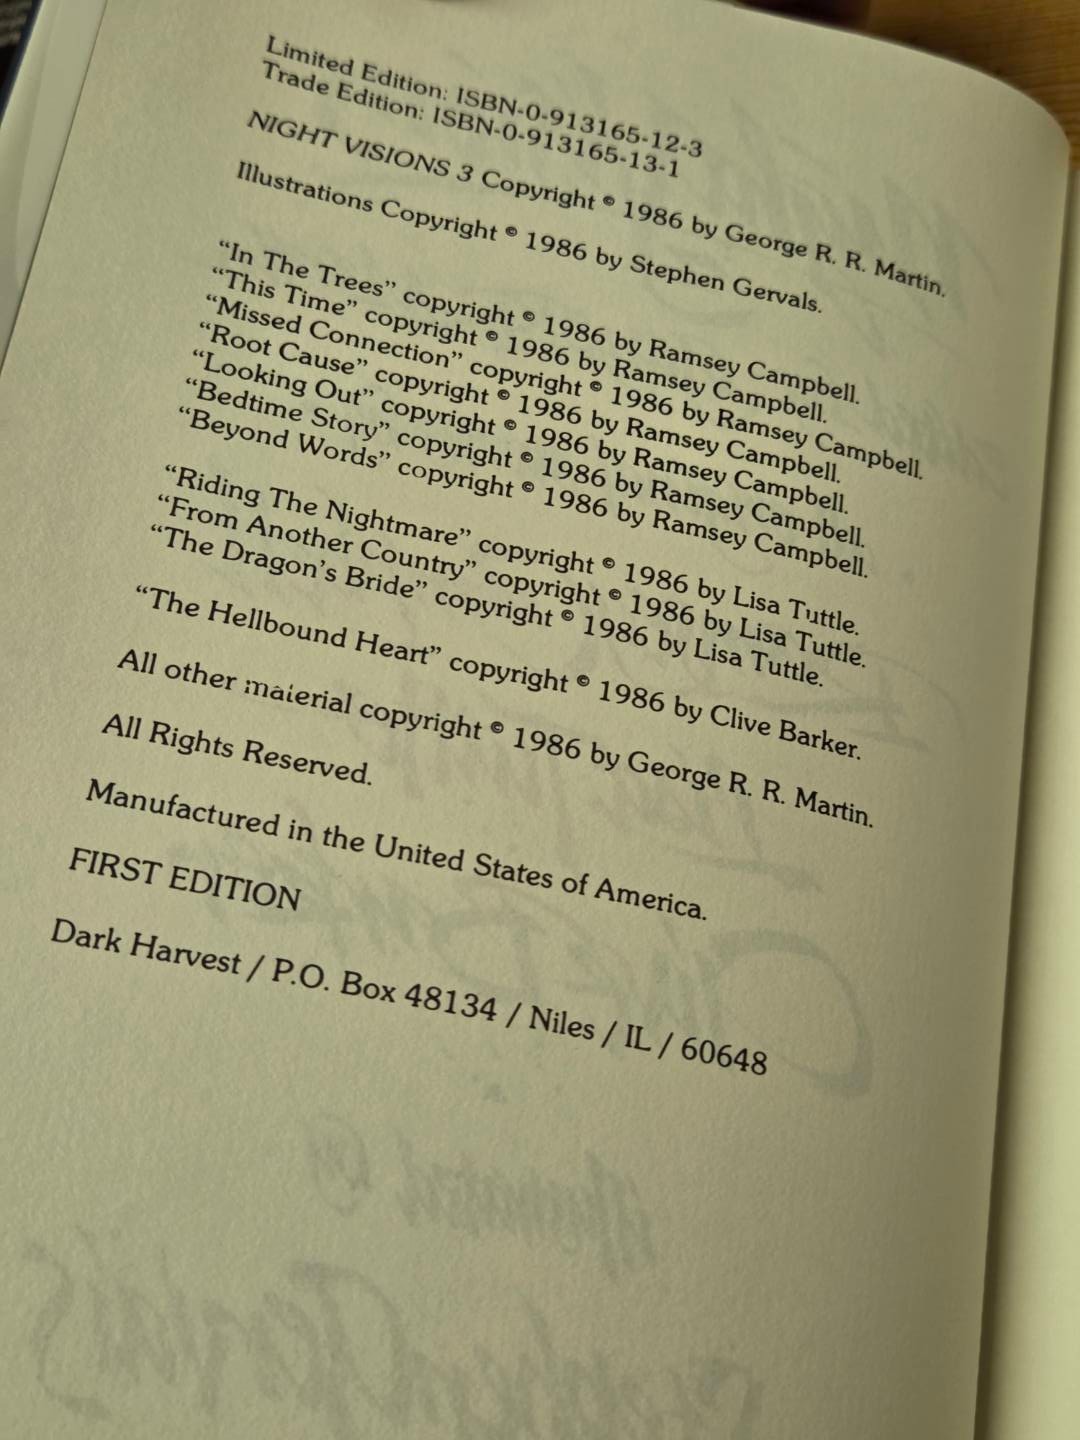 Limited Edition: ISBN-0-913165-12-3
Trade Edition: ISBN-0-913165-13-1
NIGHT VISIONS 3 Copyright © 1986 by George R. R. Martin.
Illustrations Copyright © 1986 by Stephen Gervals.
“In The Trees” copyright © 1986 by Ramsey Campbell.
“This Time” copyright © 1986 by Ramsey Campbell.
“Missed Connection” copyright © 1986 by Ramsey Campbell.
“Root Cause” copyright © 1986 by Ramsey Campbell.
“Looking Out” copyright © 1986 by Ramsey Campbell.
“Bedtime Story” copyright © 1986 by Ramsey Campbell.
“Beyond Words” copyright © 1986 by Ramsey Campbell.
“Riding The Nightmare” copyright © 1986 by Lisa Tuttle.
“From Another Country” copyright © 1986 by Lisa Tuttle.
“The Dragon’s Bride” copyright © 1986 by Lisa Tuttle.
“The Hellbound Heart” copyright © 1986 by Clive Barker.
All other material copyright © 1986 by George R. R. Martin.
All Rights Reserved.
Manufactured in the United States of America.
FIRST EDITION
Dark Harvest / P.O. Box 48134 / Niles / IL / 60648